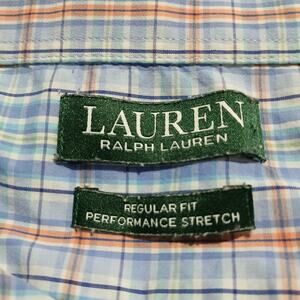 LAUREN
RALPH LAUREN
REGULAR FIT
PERFORMANCE STRETCH